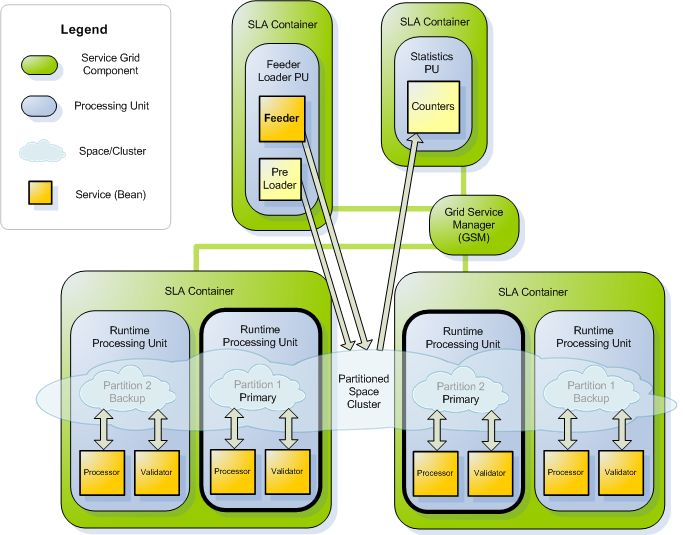 Legend
Service Grid
Component
Processing Unit
Space/Cluster
Service (Bean)
SLA Container
Feeder
Loader PU
Feeder
Pre
Loader
SLA Container
Statistics
PU
Counters
Grid Service
Manager
(GSM)
SLA Container
Runtime
Processing Unit
Partition 2
Backup
Processor
Validator
Runtime
Processing Unit
Partition 1
Primary
Processor
Validator
Partitioned
Space
Cluster
SLA Container
Runtime
Processing Unit
Partition 2
Primary
Processor
Validator
Runtime
Processing Unit
Partition 1
Backup
Processor
Validator